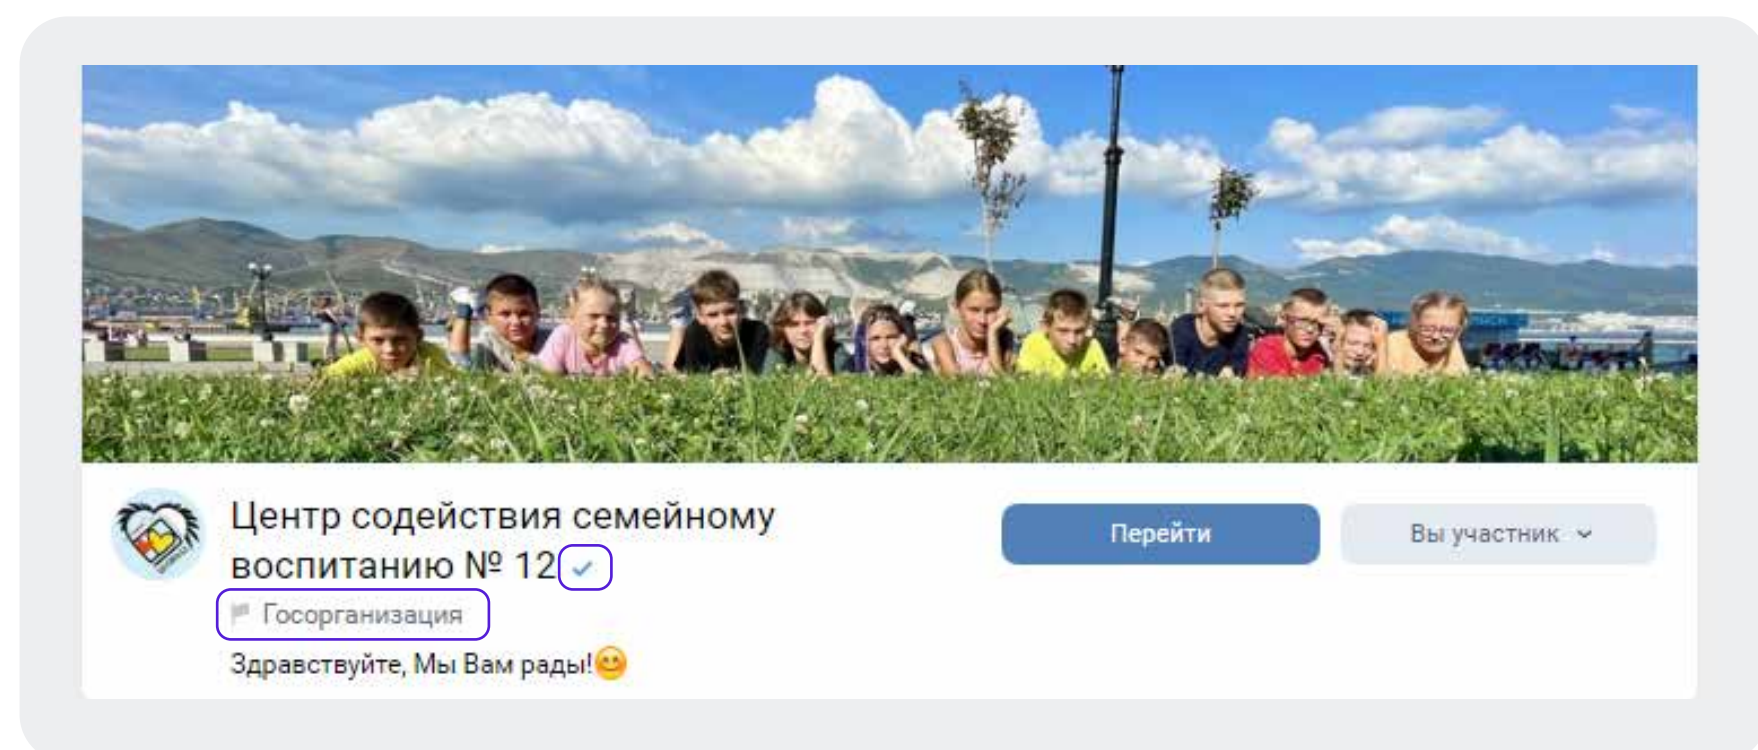 Центр содействия семейному
воспитанию № 12
Перейти
Вы участник
Госорганизация
Здравствуйте, Мы Вам рады!😊